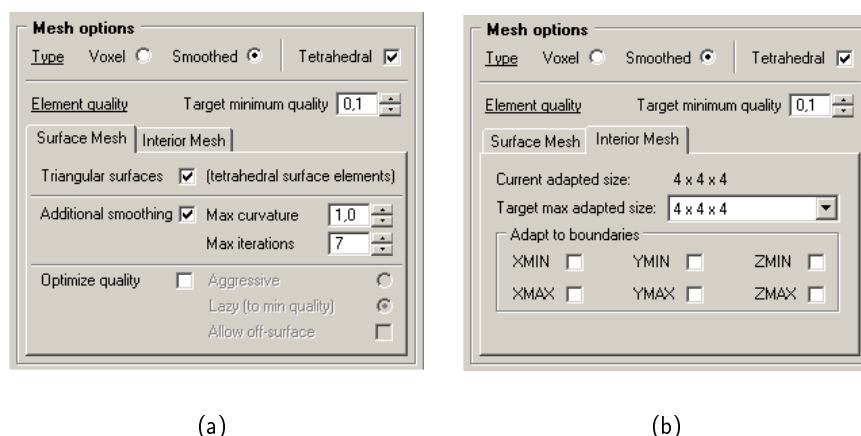 Mesh options
Type Voxel Smoothed Tetrahedral
Element quality Target minimum quality 0,1
Surface Mesh Interior Mesh
Triangular surfaces (tetrahedral surface elements)
Additional smoothing Max curvature 1,0
Max iterations 7
Optimize quality Aggressive
Lazy (to min quality)
Allow off-surface
(a)
Mesh options
Type Voxel Smoothed Tetrahedral
Element quality Target minimum quality 0,1
Surface Mesh Interior Mesh
Current adapted size: 4 x 4 x 4
Target max adapted size: 4 x 4 x 4
Adapt to boundaries
XMIN YMIN ZMIN
XMAX YMAX ZMAX
(b)